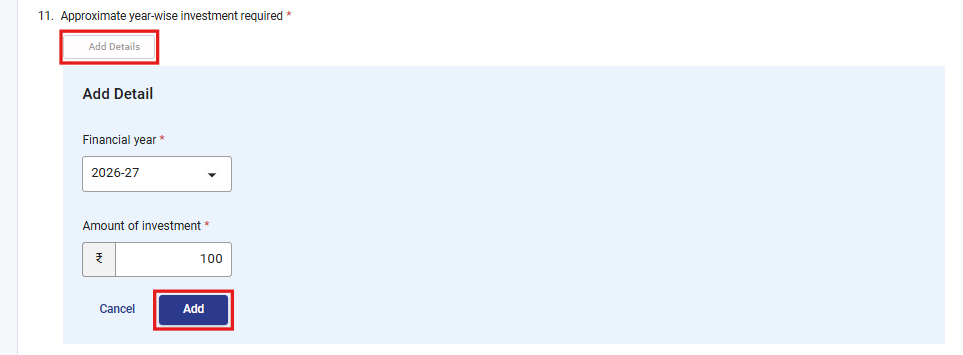 11. Approximate year-wise investment required *
Add Details
Add Detail
Financial year *
2026-27
Amount of investment *
₹ 100
Cancel Add